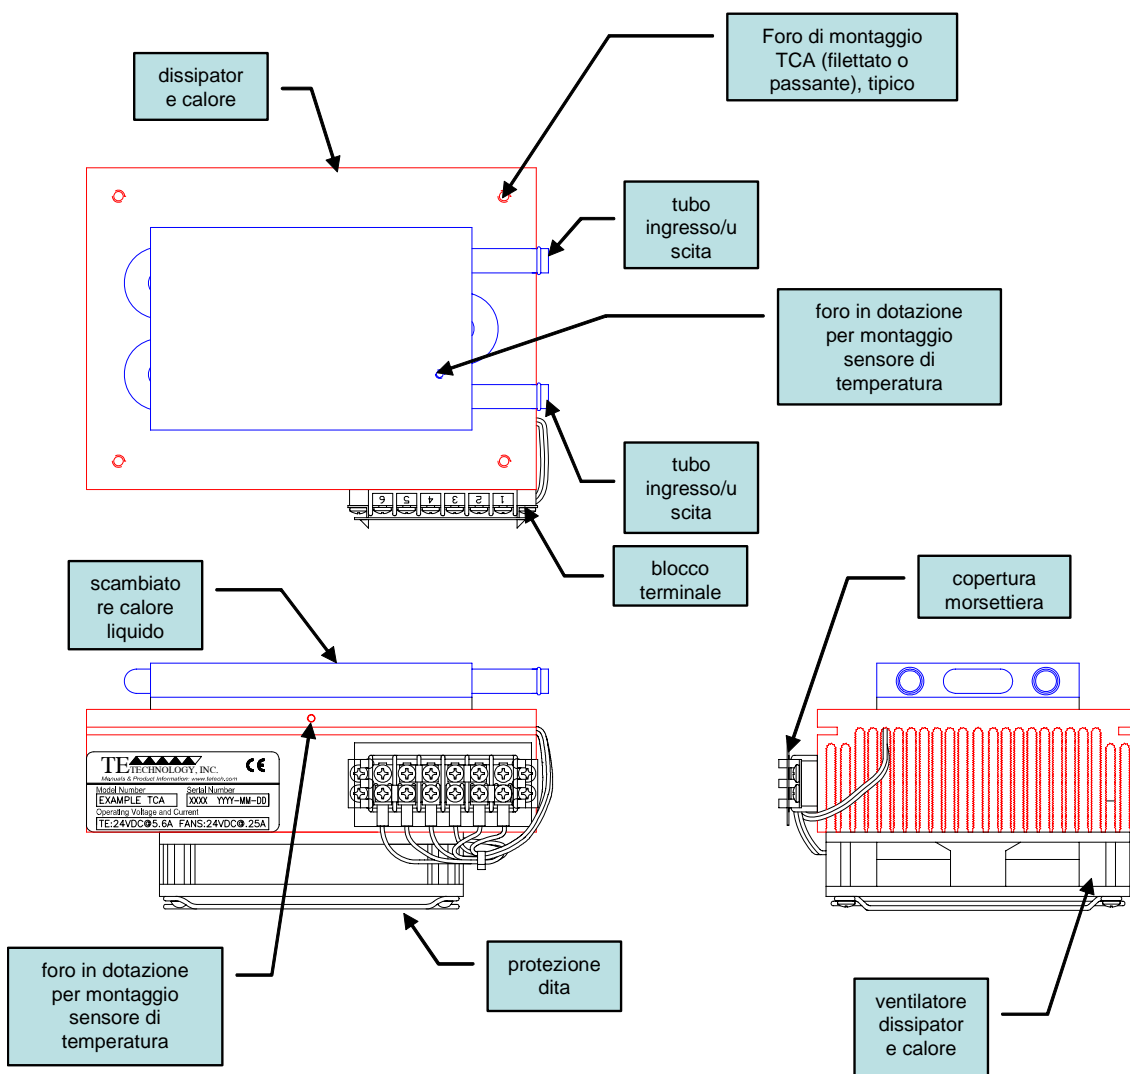 Foro di montaggio
TCA (filettato o
passante), tipico
dissipator
e calore
tubo
ingresso/u
scita
foro in dotazione
per montaggio
sensore di
temperatura
tubo
ingresso/u
scita
6 5 4 3 2 1
blocco
terminale
scambiato
re calore
liquido
copertura
morsettiera
TE TECHNOLOGY, INC. CE
Manuals & Product Information: www.tetech.com
Model Number Serial Number
EXAMPLE TCA XXXX YYYY-MM-DD
Operating Voltage and Current
TE:24VDC@5.6A FANS:24VDC@.25A
foro in dotazione
per montaggio
sensore di
temperatura
protezione
dita
ventilatore
dissipator
e calore